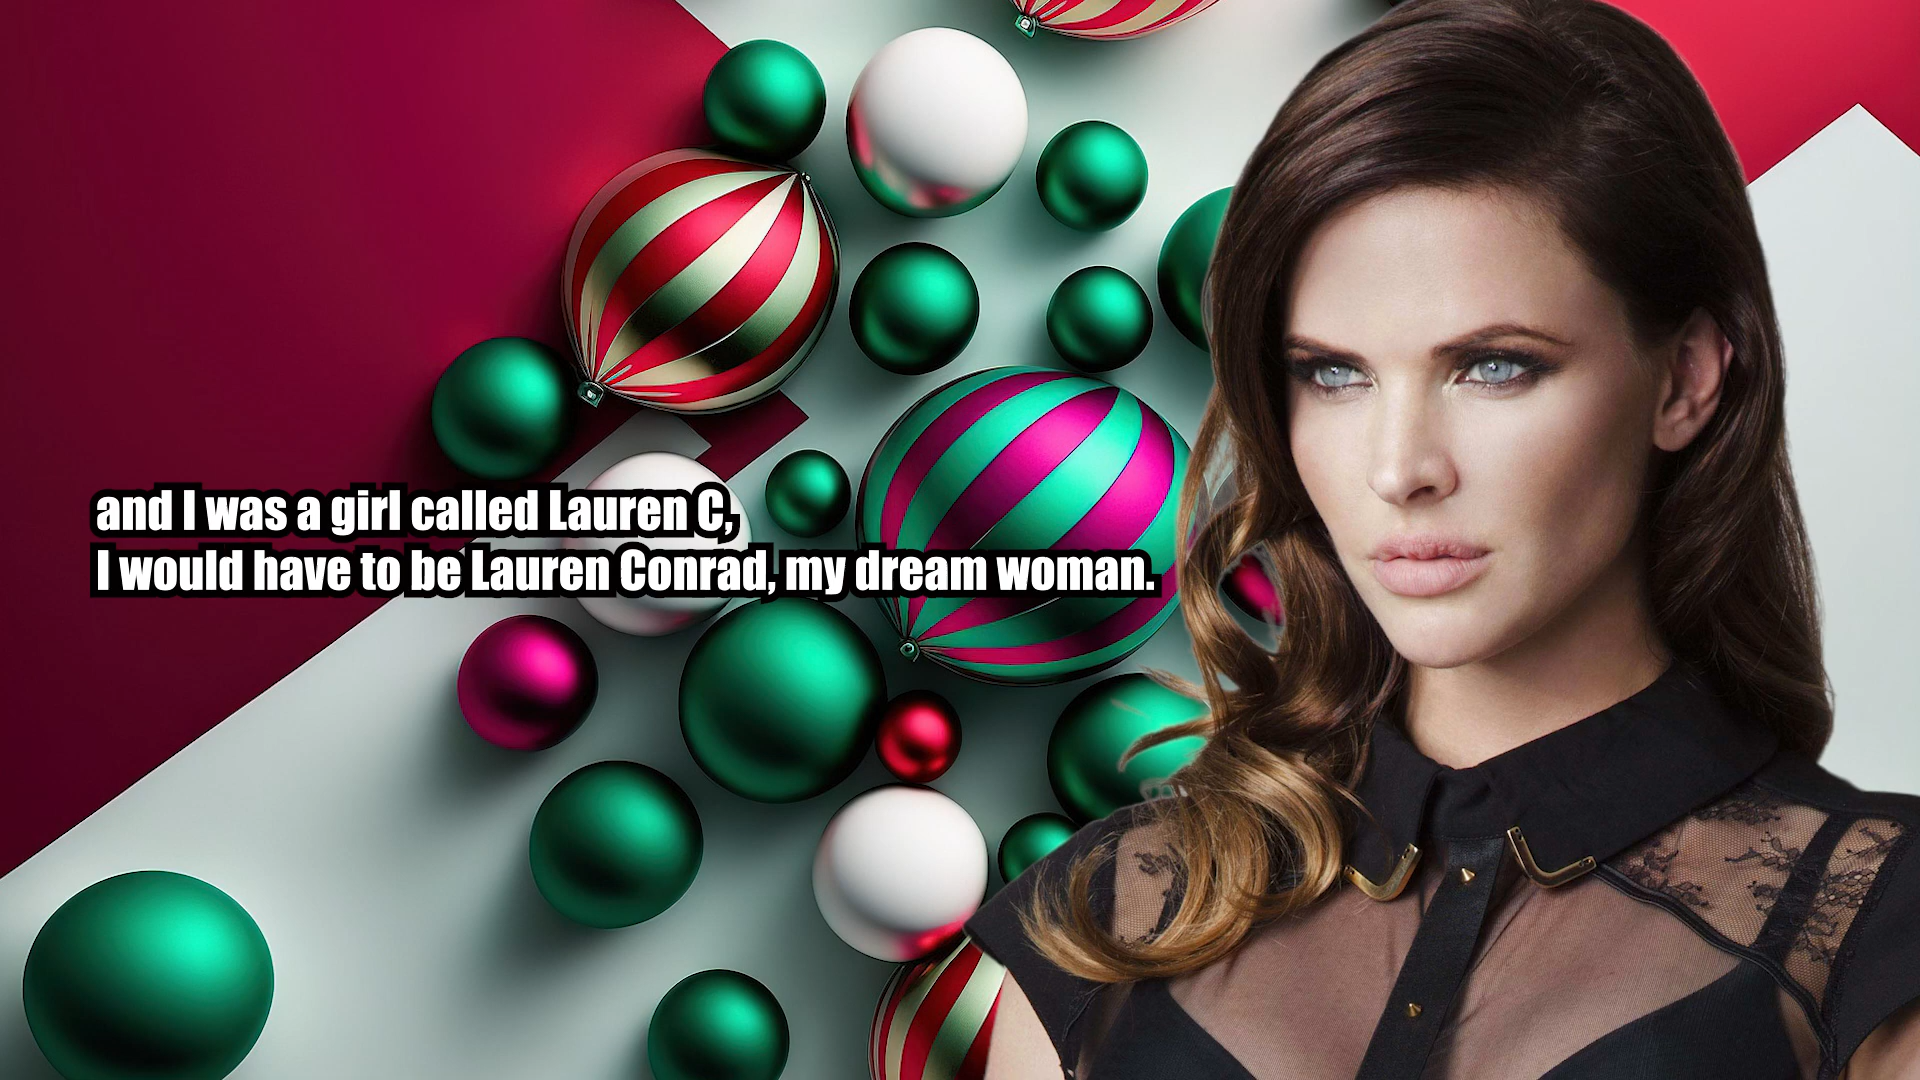 and I was a girl called Lauren C,
I would have to be Lauren Conrad, my dream woman.